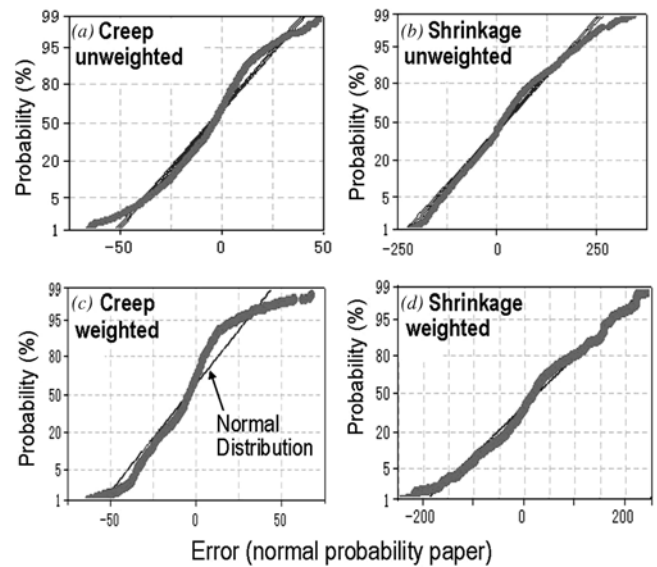 (a) Creep
unweighted
Probability (%)
99
95
80
50
20
5
1
-50
0
50
(b) Shrinkage
unweighted
Probability (%)
99
95
80
50
20
5
1
-250
0
250
(c) Creep
weighted
Normal
Distribution
Probability (%)
99
95
80
50
20
5
1
-50
0
50
(d) Shrinkage
weighted
Probability (%)
99
95
80
50
20
5
1
-200
0
200
Error (normal probability paper)